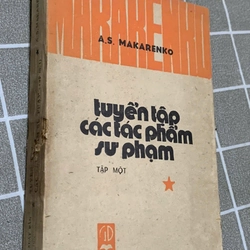 MAKARENKO
A.S. MAKARENKO
tuyển tập
các tác phẩm
sư phạm
TẬP MỘT